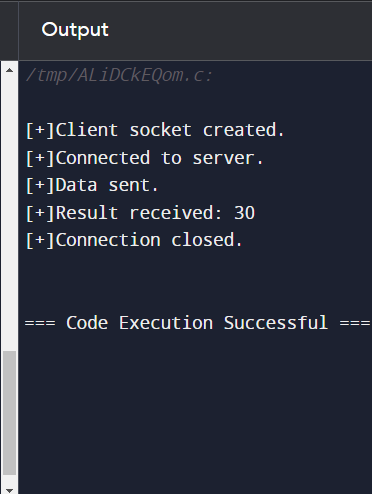 Output
/tmp/ALiDCkEQom.c:
[+]Client socket created.
[+]Connected to server.
[+]Data sent.
[+]Result received: 30
[+]Connection closed.
=== Code Execution Successful ===